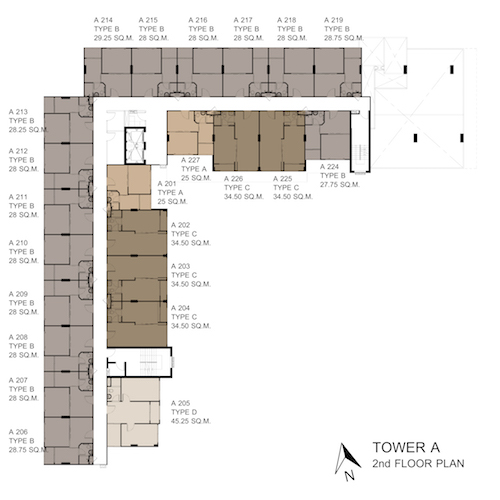 A 214
TYPE B
29.25 SQ.M.
A 215
TYPE B
28 SQ.M.
A 216
TYPE B
28 SQ.M.
A 217
TYPE B
28 SQ.M.
A 218
TYPE B
28 SQ.M.
A 219
TYPE B
28.75 SQ.M.
A 213
TYPE B
28.25 SQ.M.
A 212
TYPE B
28 SQ.M.
A 211
TYPE B
28 SQ.M.
A 210
TYPE B
28 SQ.M.
A 209
TYPE B
28 SQ.M.
A 208
TYPE B
28 SQ.M.
A 207
TYPE B
28 SQ.M.
A 206
TYPE B
28.75 SQ.M.
A 227
TYPE A
25 SQ.M.
A 226
TYPE C
34.50 SQ.M.
A 225
TYPE C
34.50 SQ.M.
A 224
TYPE B
27.75 SQ.M.
A 201
TYPE A
25 SQ.M.
A 202
TYPE C
34.50 SQ.M.
A 203
TYPE C
34.50 SQ.M.
A 204
TYPE C
34.50 SQ.M.
A 205
TYPE D
45.25 SQ.M.
N
TOWER A
2nd FLOOR PLAN